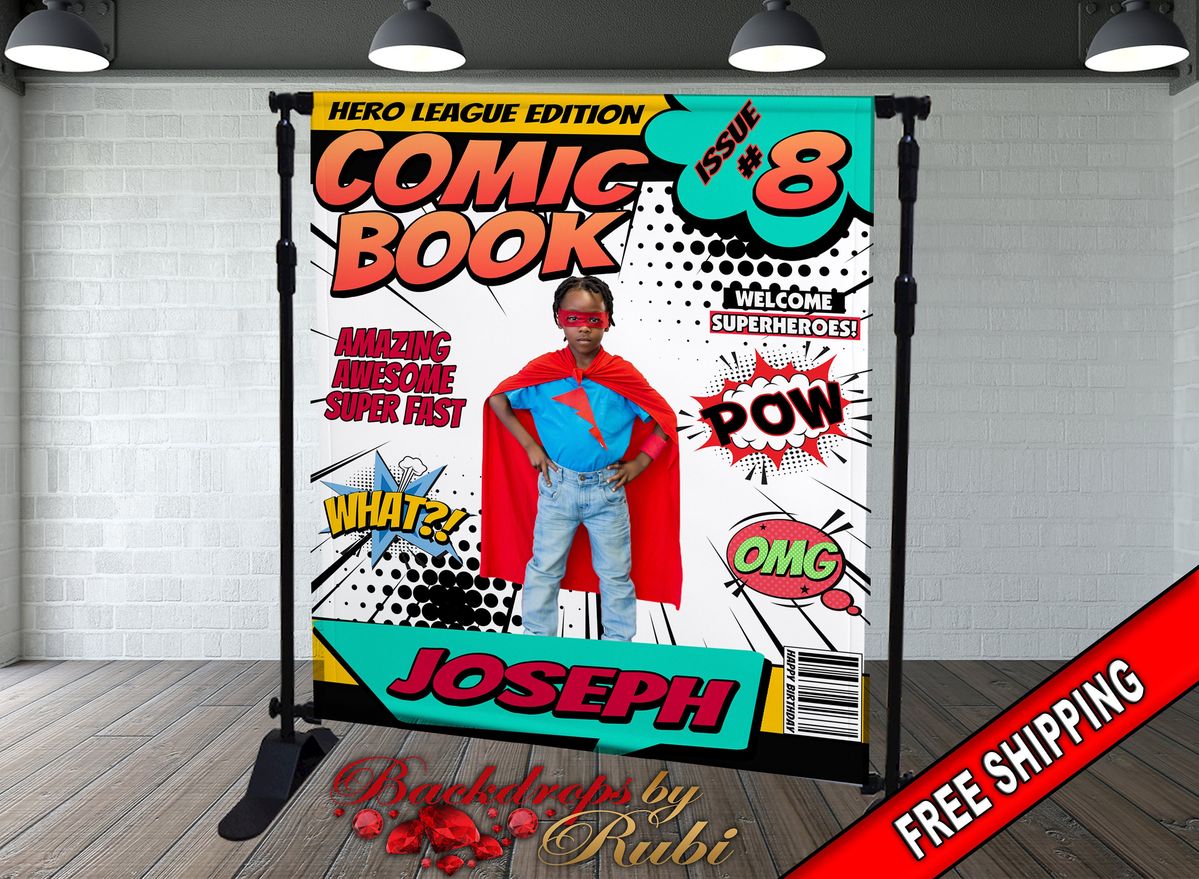 HERO LEAGUE EDITION
ISSUE
# 8
COMIC
BOOK
WELCOME
SUPERHEROES!
AMAZING
AWESOME
SUPER FAST
POW
WHAT?!
OMG
JOSEPH
HAPPY BIRTHDAY
FREE SHIPPING
Backdrops by
Rubi